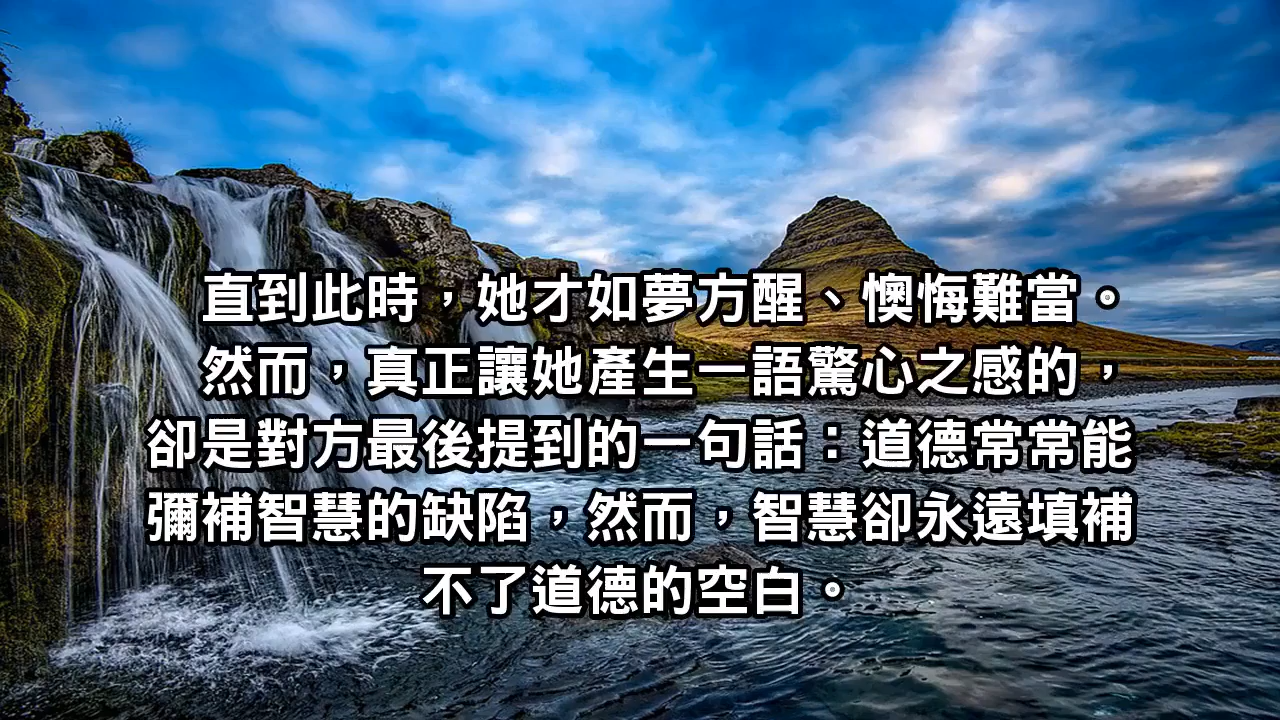 直到此時，她才如夢方醒、懊悔難當。
然而，真正讓她產生一語驚心之感的，
卻是對方最後提到的一句話：道德常常能
彌補智慧的缺陷，然而，智慧卻永遠填補
不了道德的空白。